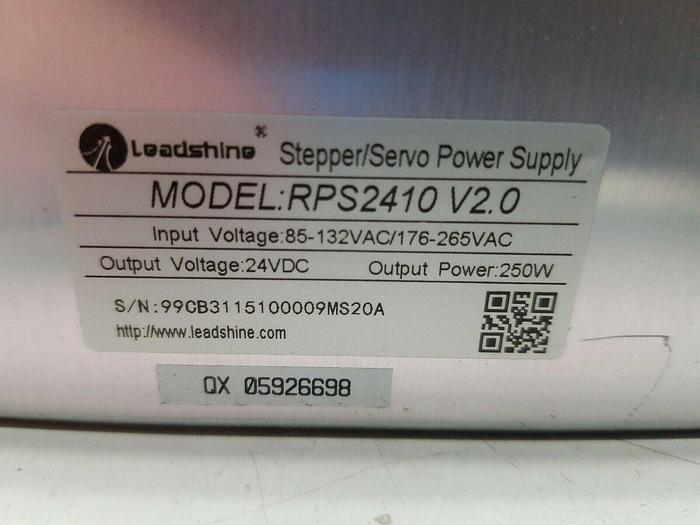 Leadshine® Stepper/Servo Power Supply
MODEL:RPS2410 V2.0
Input Voltage:85-132VAC/176-265VAC
Output Voltage:24VDC Output Power:250W
S/N:99CB3115100009MS20A
http://www.leadshine.com
QX 05926698